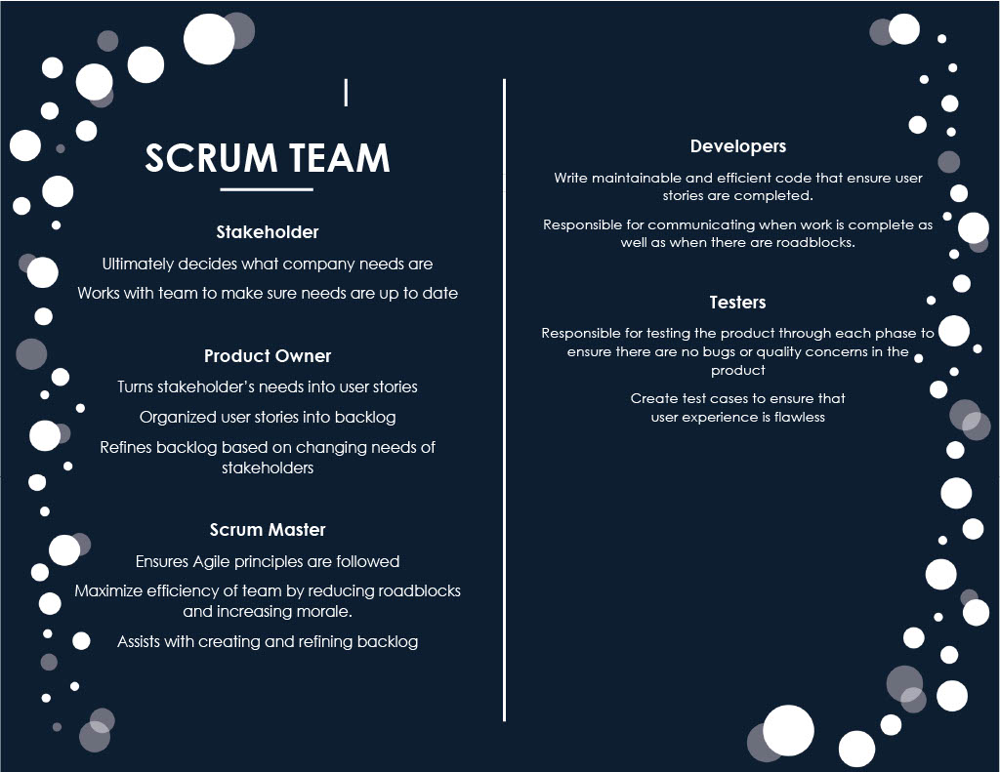 SCRUM TEAM
Stakeholder
Ultimately decides what company needs are
Works with team to make sure needs are up to date
Product Owner
Turns stakeholder’s needs into user stories
Organized user stories into backlog
Refines backlog based on changing needs of
stakeholders
Scrum Master
Ensures Agile principles are followed
Maximize efficiency of team by reducing roadblocks
and increasing morale.
Assists with creating and refining backlog
Developers
Write maintainable and efficient code that ensure user
stories are completed.
Responsible for communicating when work is complete as
well as when there are roadblocks.
Testers
Responsible for testing the product through each phase to
ensure there are no bugs or quality concerns in the
product
Create test cases to ensure that
user experience is flawless